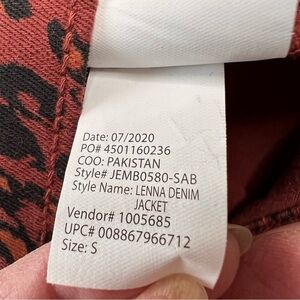 Date: 07/2020
PO# 4501160236
COO: PAKISTAN
Style# JEMB0580-SAB
Style Name: LENNA DENIM
JACKET
Vendor# 1005685
UPC# 008867966712
Size: S